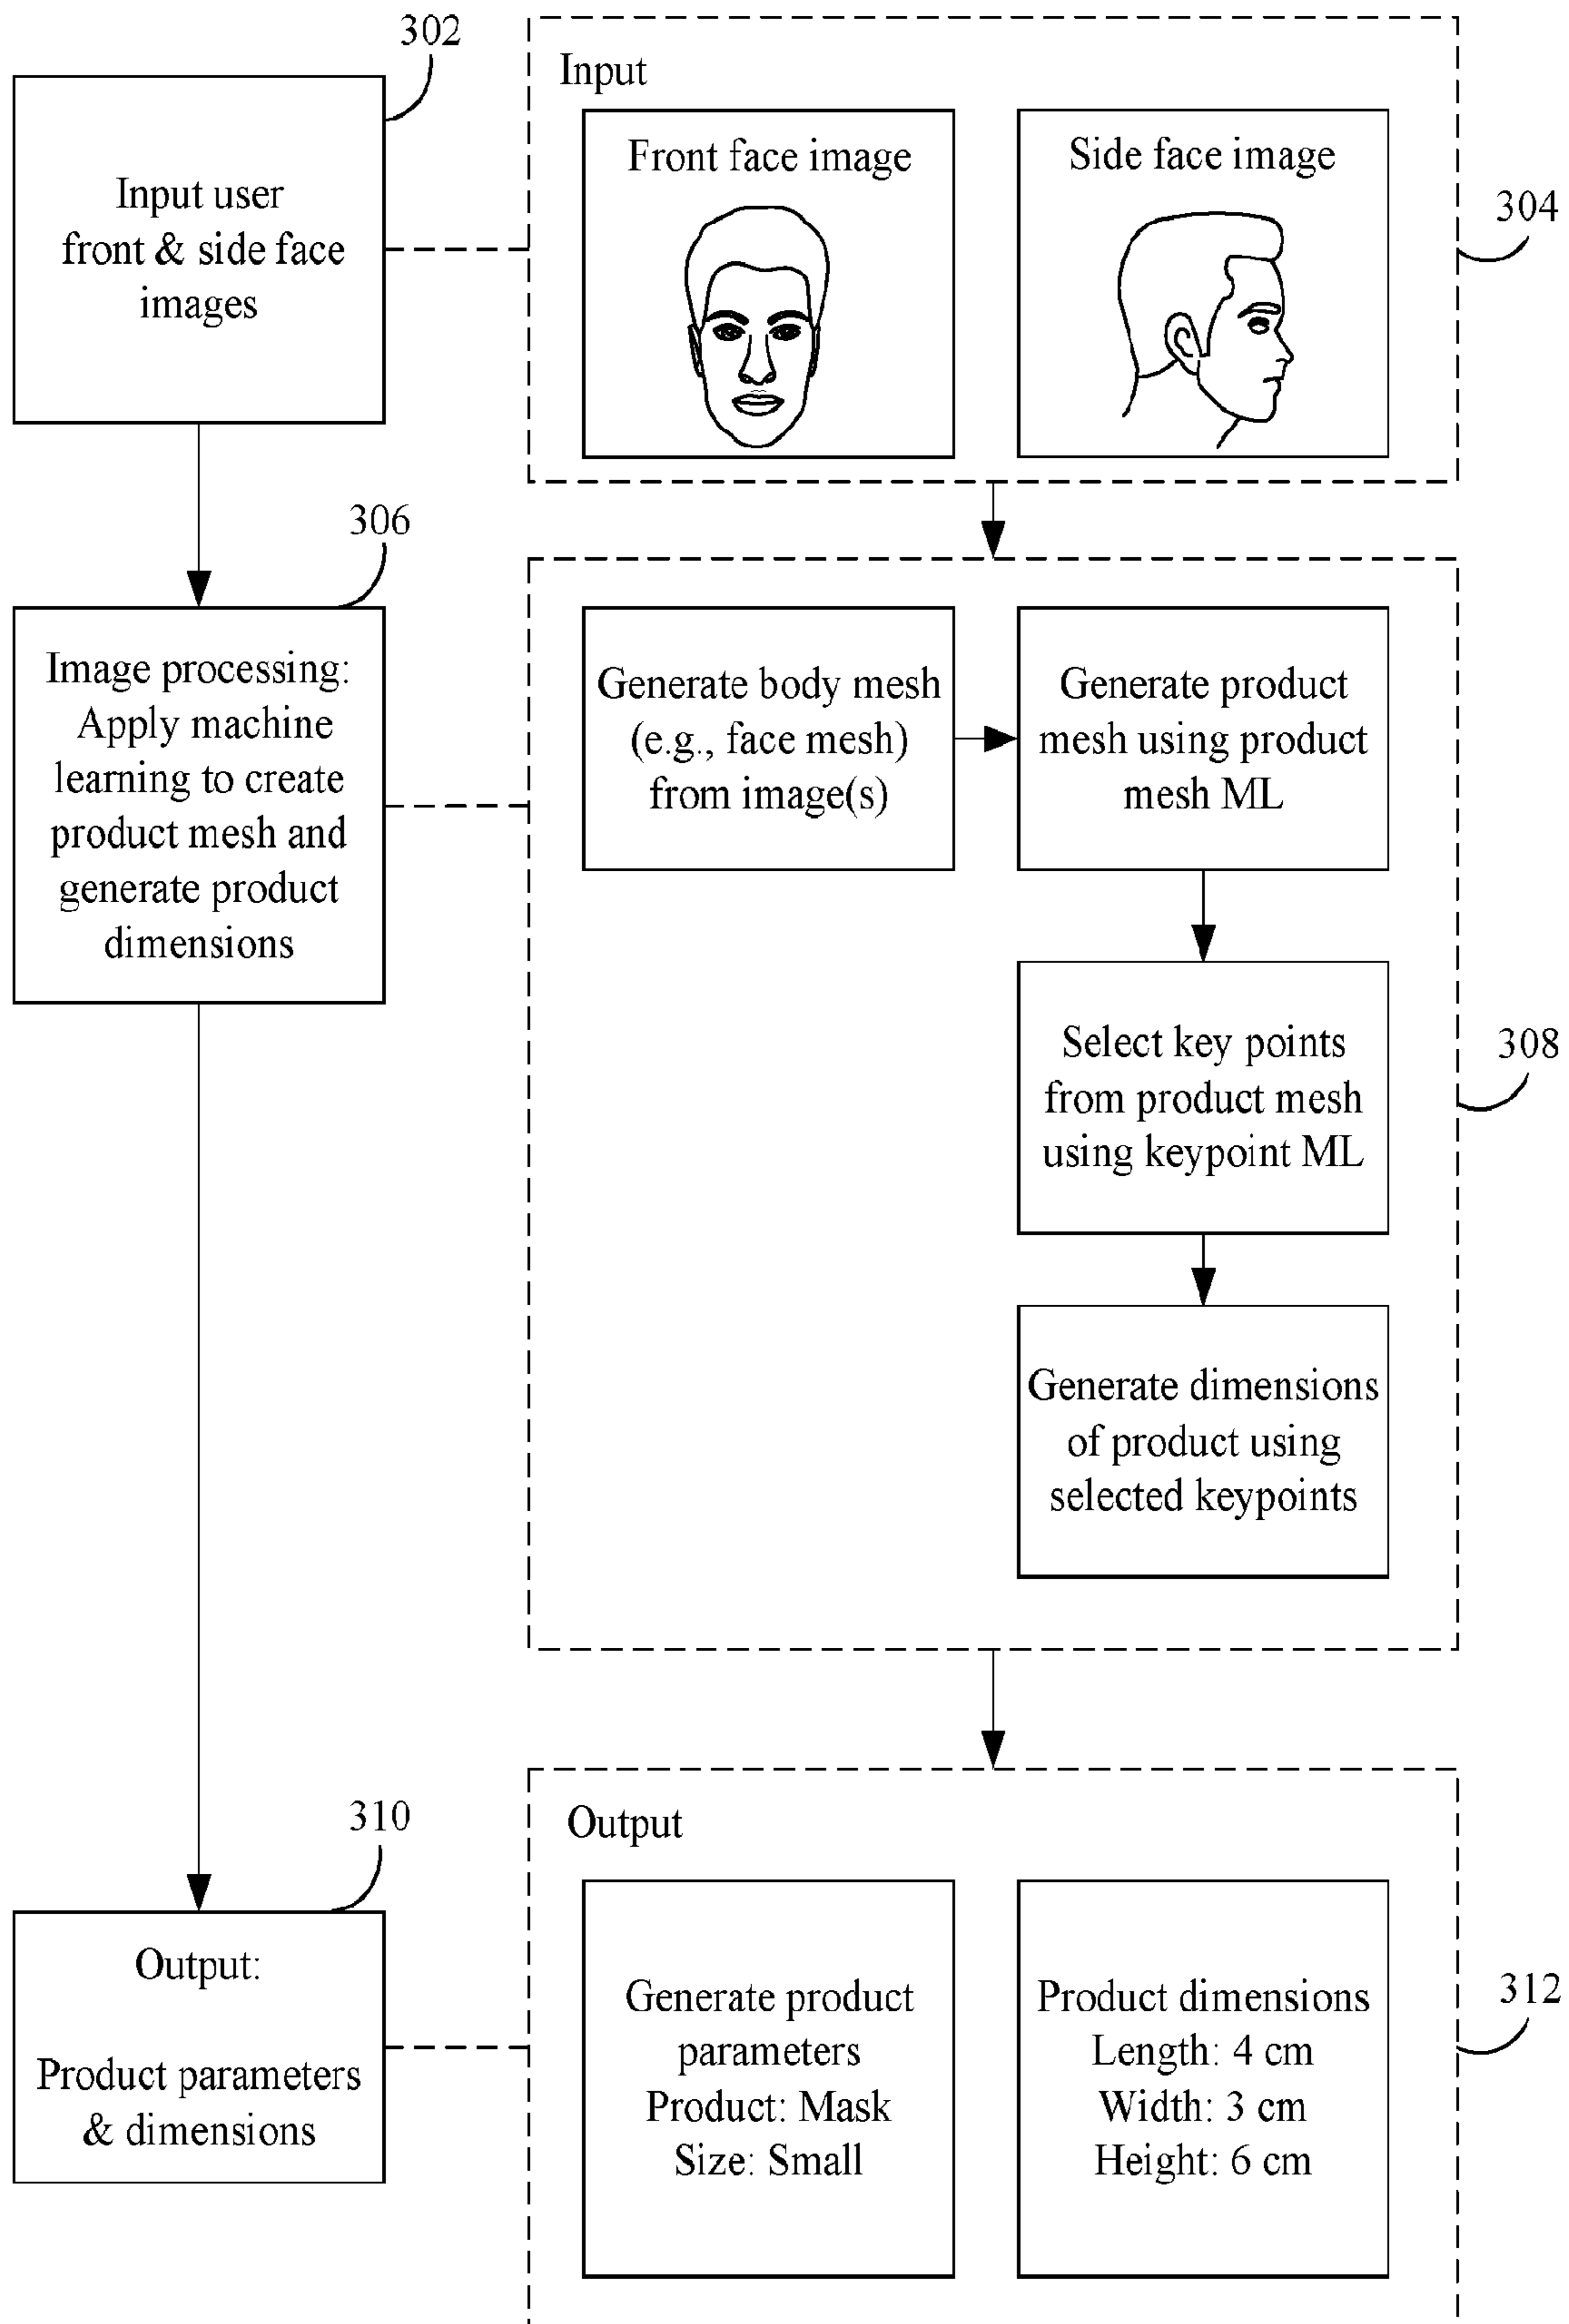 302
Input user
front & side face
images
Input
Front face image
Side face image
304
306
Image processing:
Apply machine
learning to create
product mesh and
generate product
dimensions
Generate body mesh
(e.g., face mesh)
from image(s)
Generate product
mesh using product
mesh ML
Select key points
from product mesh
using keypoint ML
308
Generate dimensions
of product using
selected keypoints
310
Output:
Product parameters
& dimensions
Output
Generate product
parameters
Product: Mask
Size: Small
Product dimensions
Length: 4 cm
Width: 3 cm
Height: 6 cm
312